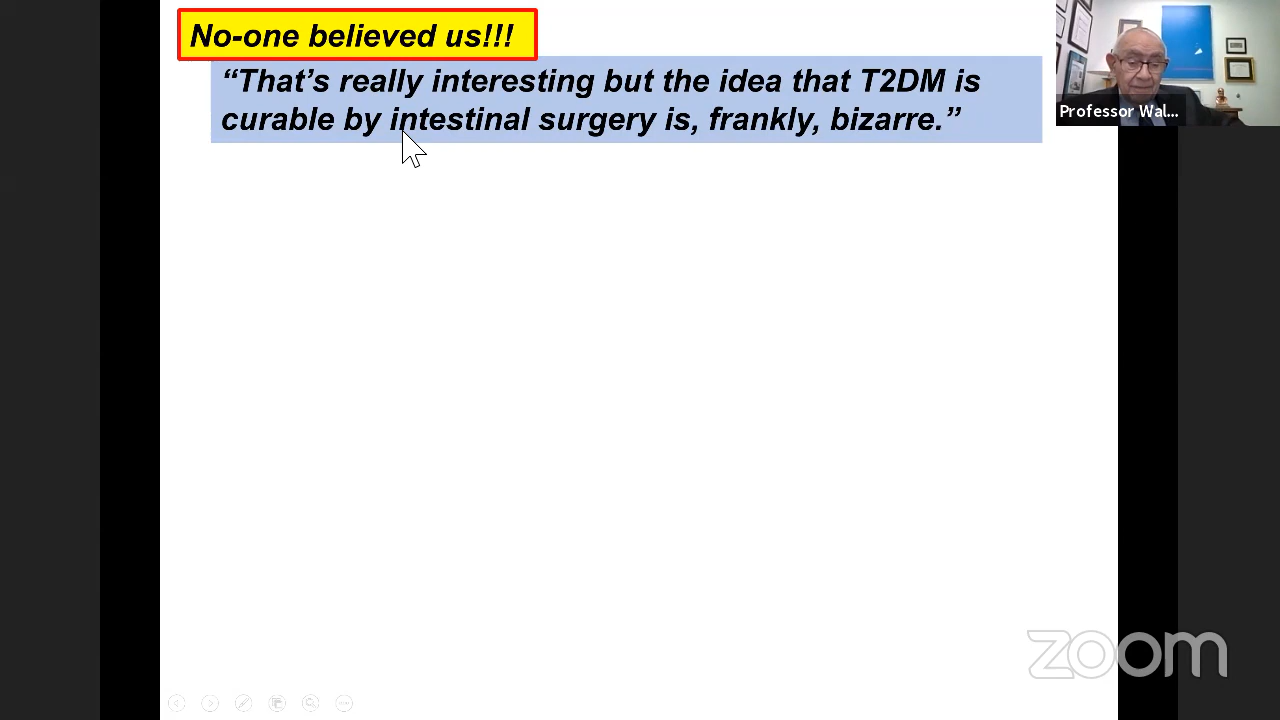 No-one believed us!!!
“That’s really interesting but the idea that T2DM is
curable by intestinal surgery is, frankly, bizarre.”
Professor Wal...
zoom